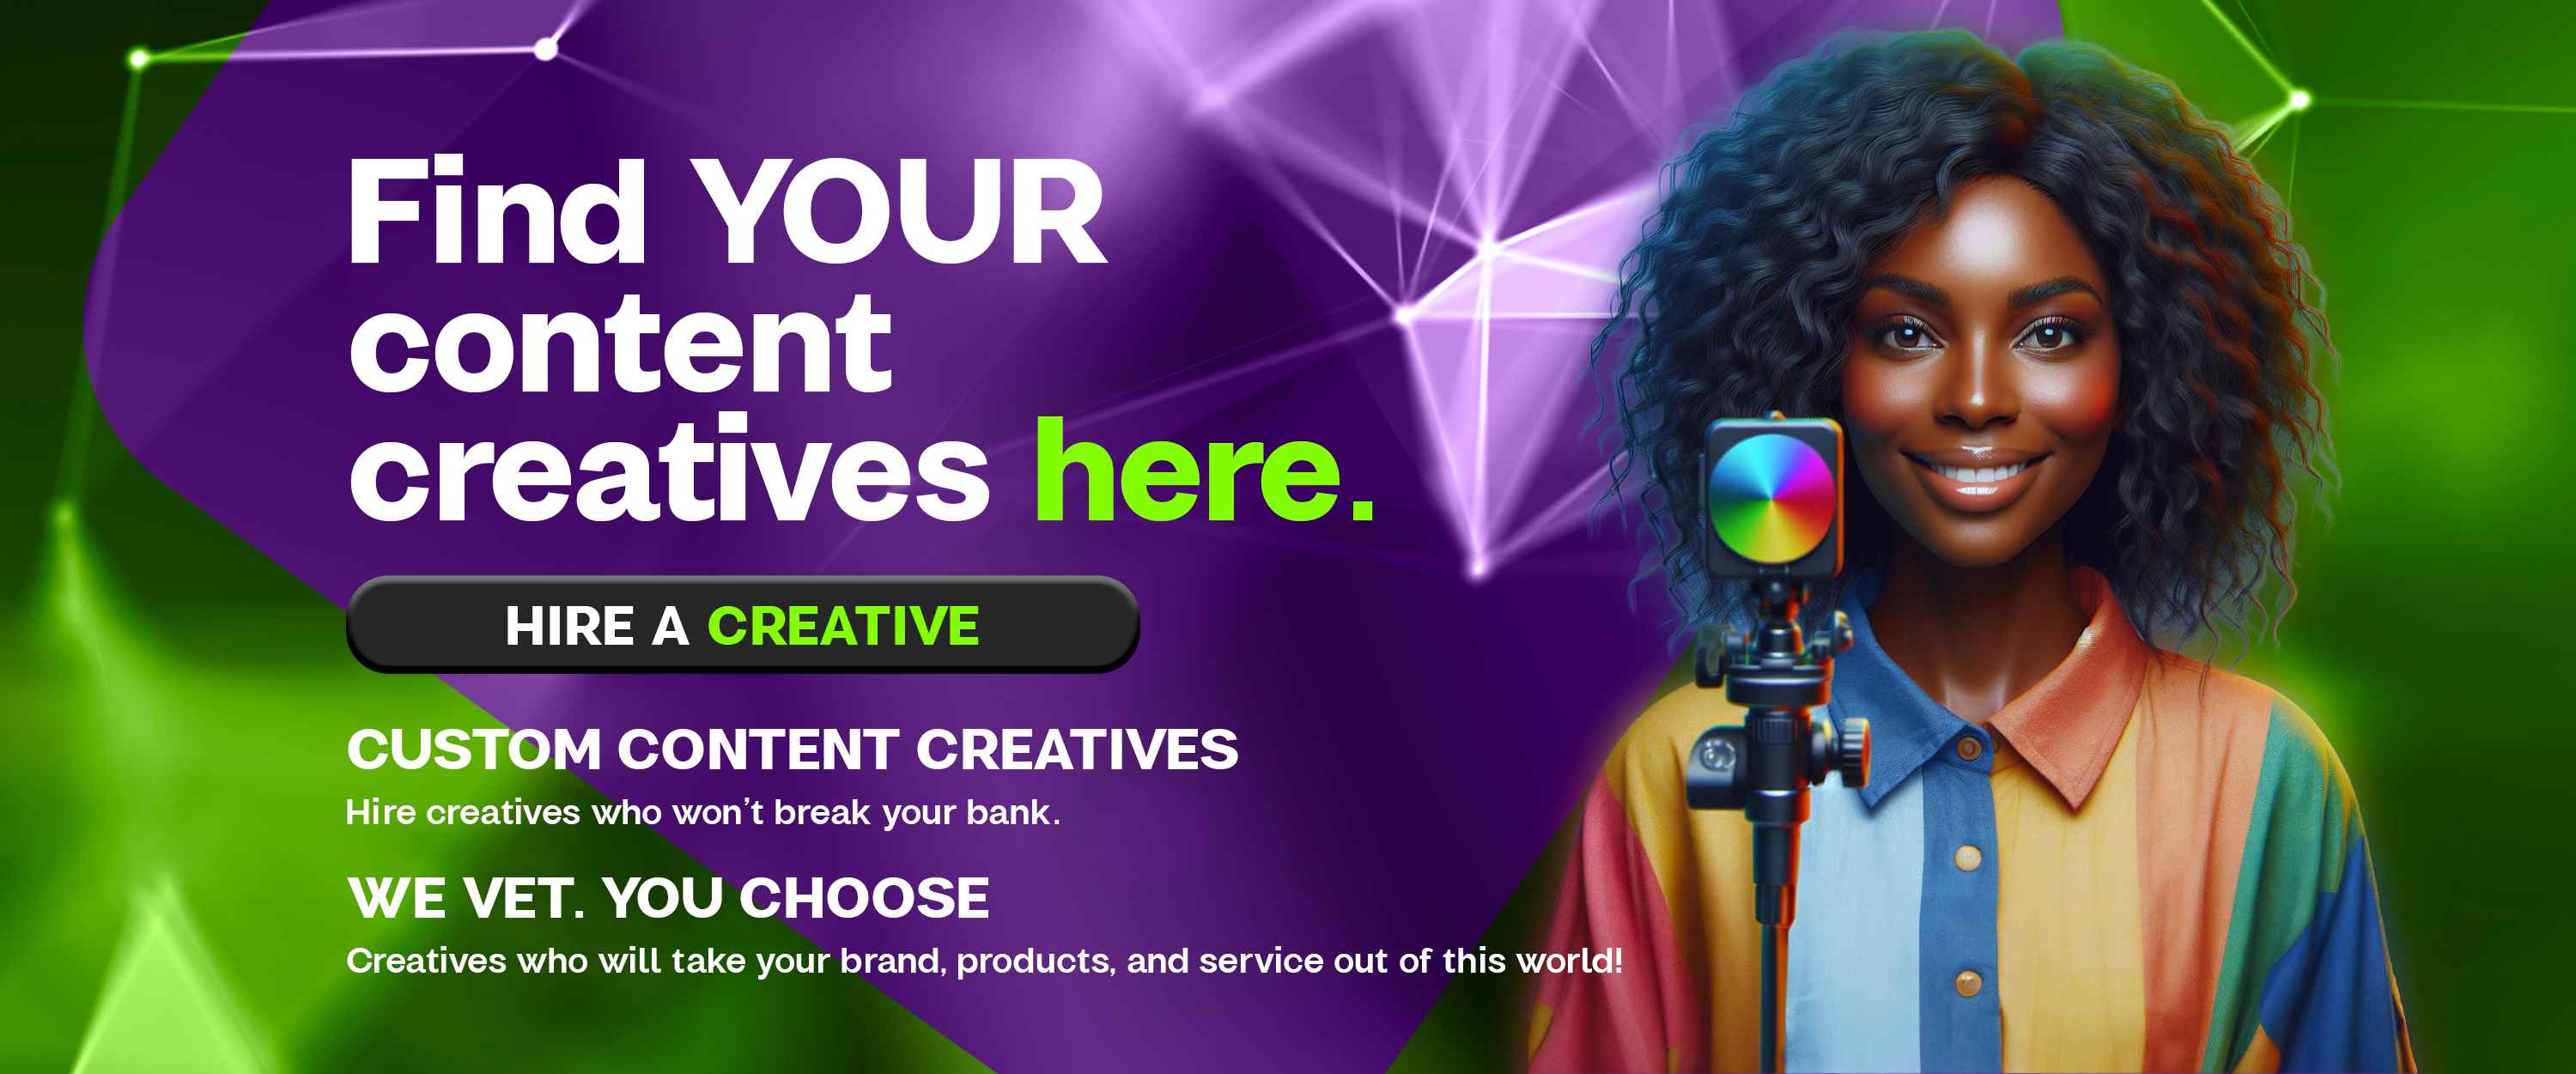 Find YOUR
content
creatives here.
HIRE A CREATIVE
CUSTOM CONTENT CREATIVES
Hire creatives who won't break your bank.
WE VET. YOU CHOOSE
Creatives who will take your brand, products, and service out of this world!